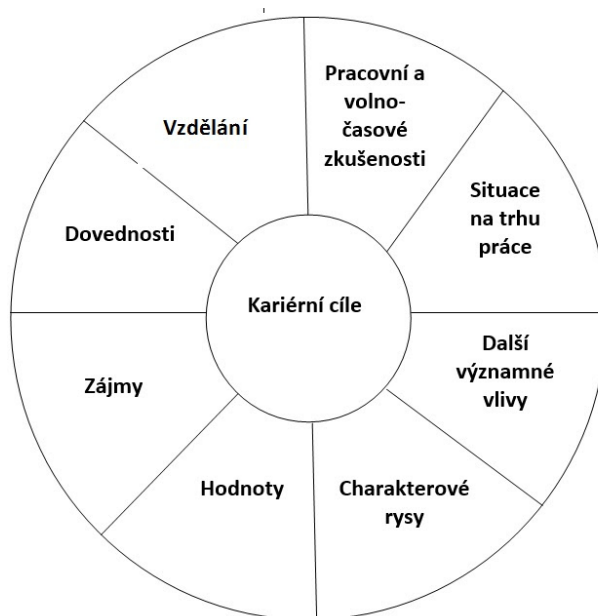 Pracovní a
volno-
časové
zkušenosti
Vzdělání
Situace
na trhu
práce
Dovednosti
Kariérní cíle
Další
významné
vlivy
Zájmy
Hodnoty
Charakterové
rysy